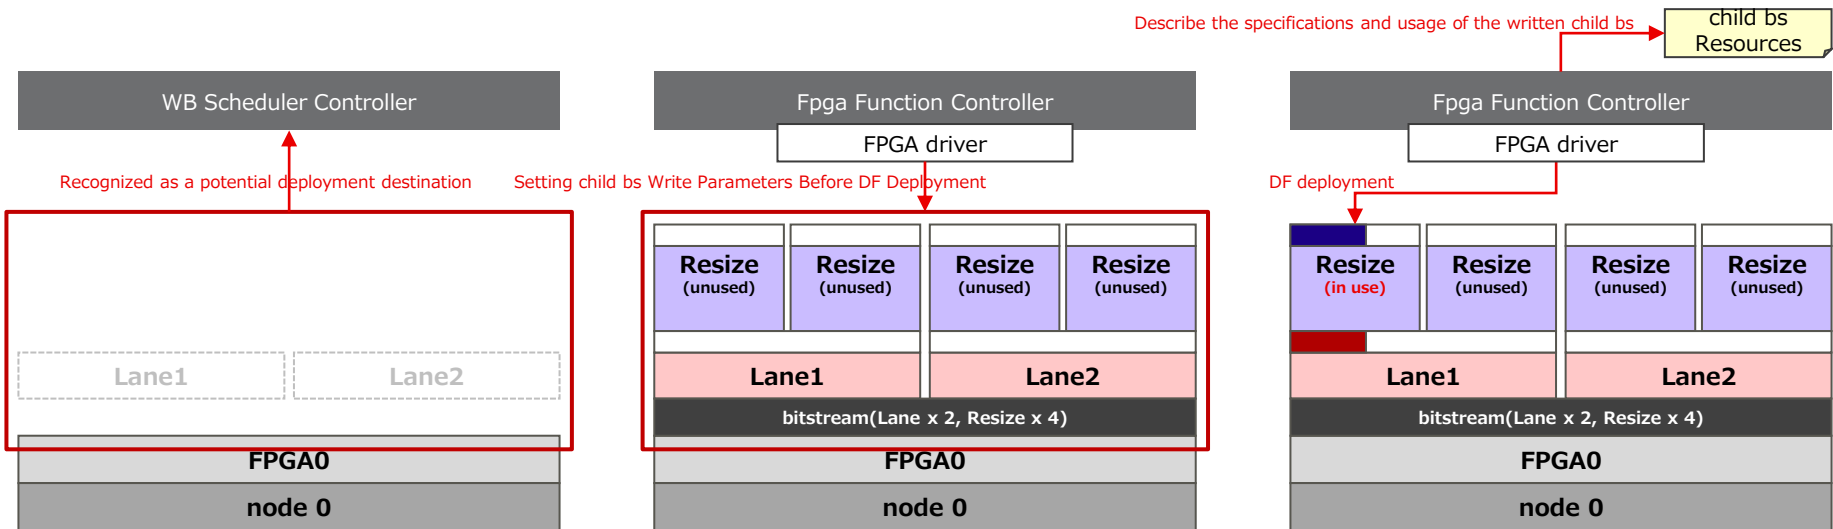 Describe the specifications and usage of the written child bs
child bs
Resources
WB Scheduler Controller
Fpga Function Controller
Fpga Function Controller
FPGA driver
FPGA driver
Recognized as a potential deployment destination
Setting child bs Write Parameters Before DF Deployment
DF deployment
Lane1
Lane2
FPGA0
node 0
Resize
(unused)
Resize
(unused)
Resize
(unused)
Resize
(unused)
Lane1
Lane2
bitstream(Lane x 2, Resize x 4)
FPGA0
node 0
Resize
(in use)
Resize
(unused)
Resize
(unused)
Resize
(unused)
Lane1
Lane2
bitstream(Lane x 2, Resize x 4)
FPGA0
node 0